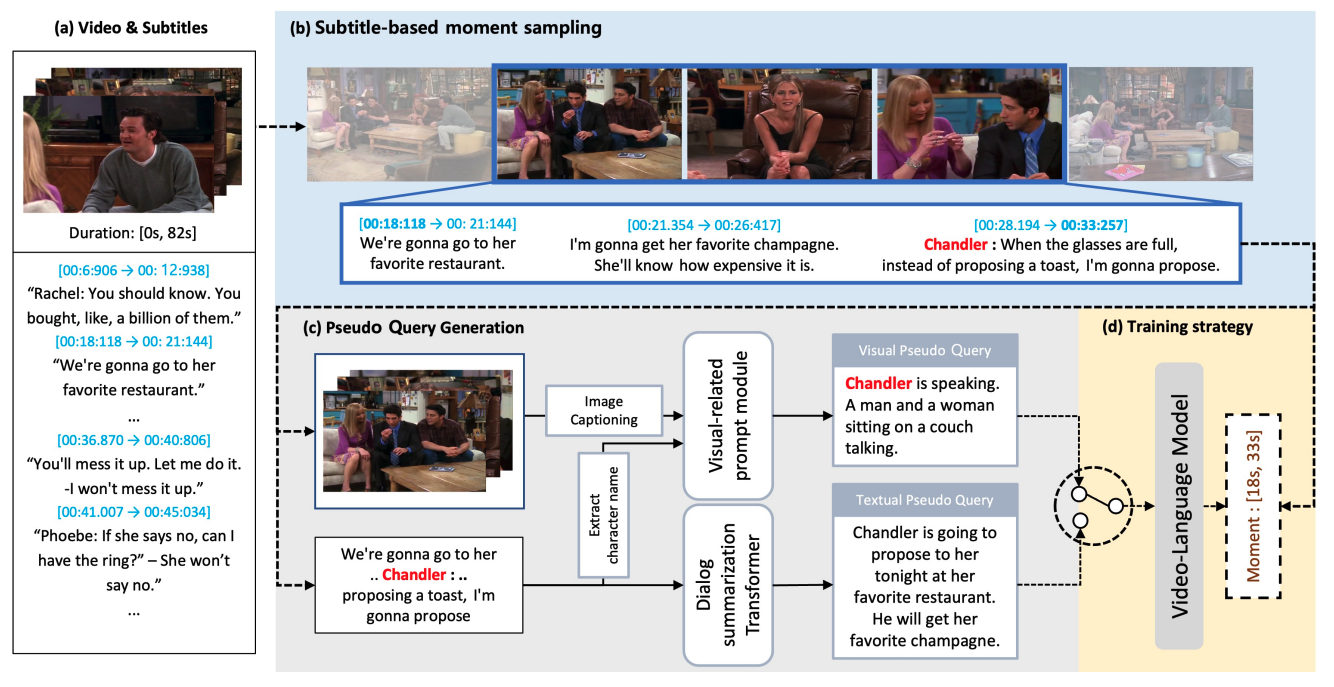 (a) Video & Subtitles
Duration: [0s, 82s]
[00:6:906 → 00: 12:938]
“Rachel: You should know. You
bought, like, a billion of them.”
[00:18:118 → 00: 21:144]
“We're gonna go to her
favorite restaurant.”
...
[00:36.870 → 00:40:806]
“You'll mess it up. Let me do it.
-I won't mess it up.”
[00:41.007 → 00:45:034]
“Phoebe: If she says no, can I
have the ring?” – She won’t
say no.”
...
(b) Subtitle-based moment sampling
[00:18:118 → 00: 21:144]
We're gonna go to her
favorite restaurant.
[00:21.354 → 00:26:417]
I'm gonna get her favorite champagne.
She'll know how expensive it is.
[00:28.194 → 00:33:257]
Chandler : When the glasses are full,
instead of proposing a toast, I'm gonna propose.
(c) Pseudo Query Generation
We're gonna go to her
.. Chandler : ..
proposing a toast, I'm
gonna propose
Image
Captioning
Extract
character name
Visual-related
prompt module
Dialog
summarization
Transformer
Visual Pseudo Query
Chandler is speaking.
A man and a woman
sitting on a couch
talking.
Textual Pseudo Query
Chandler is going to
propose to her
tonight at her
favorite restaurant.
He will get her
favorite champagne.
(d) Training strategy
Video-Language Model
Moment : [18s, 33s]